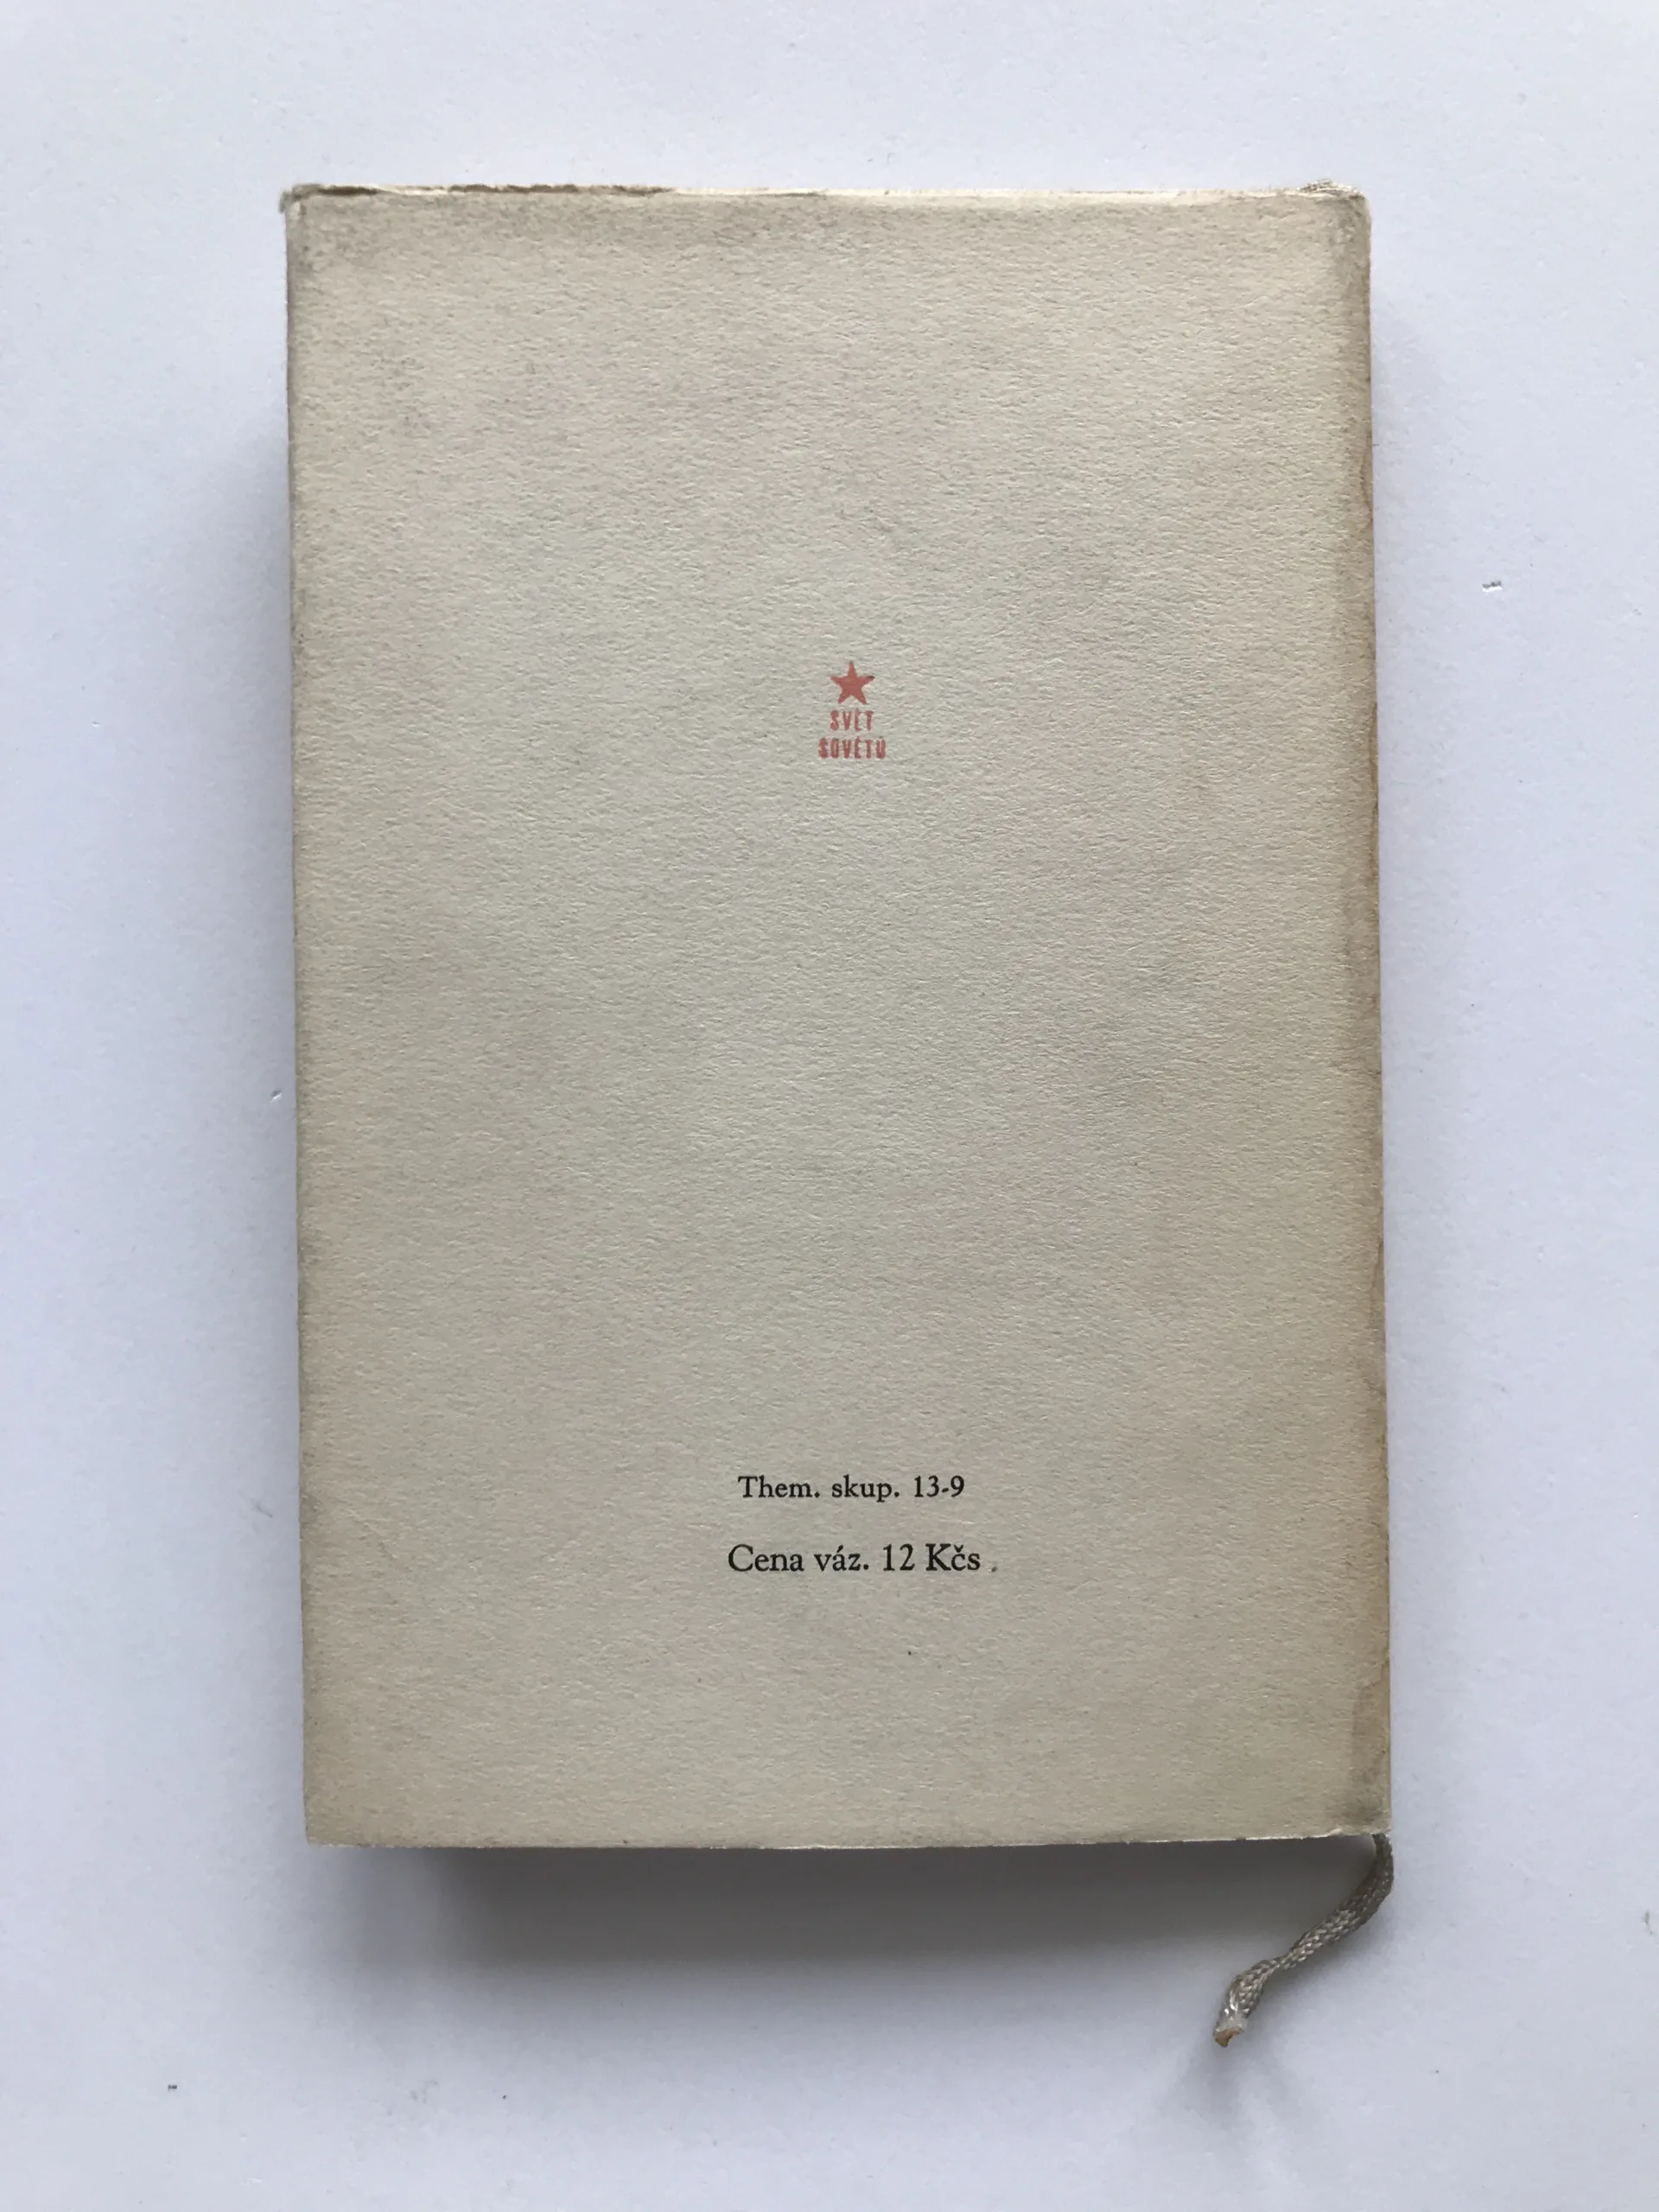 SVĚT
SOVĚTŮ
Them. skup. 13-9
Cena váz. 12 Kčs